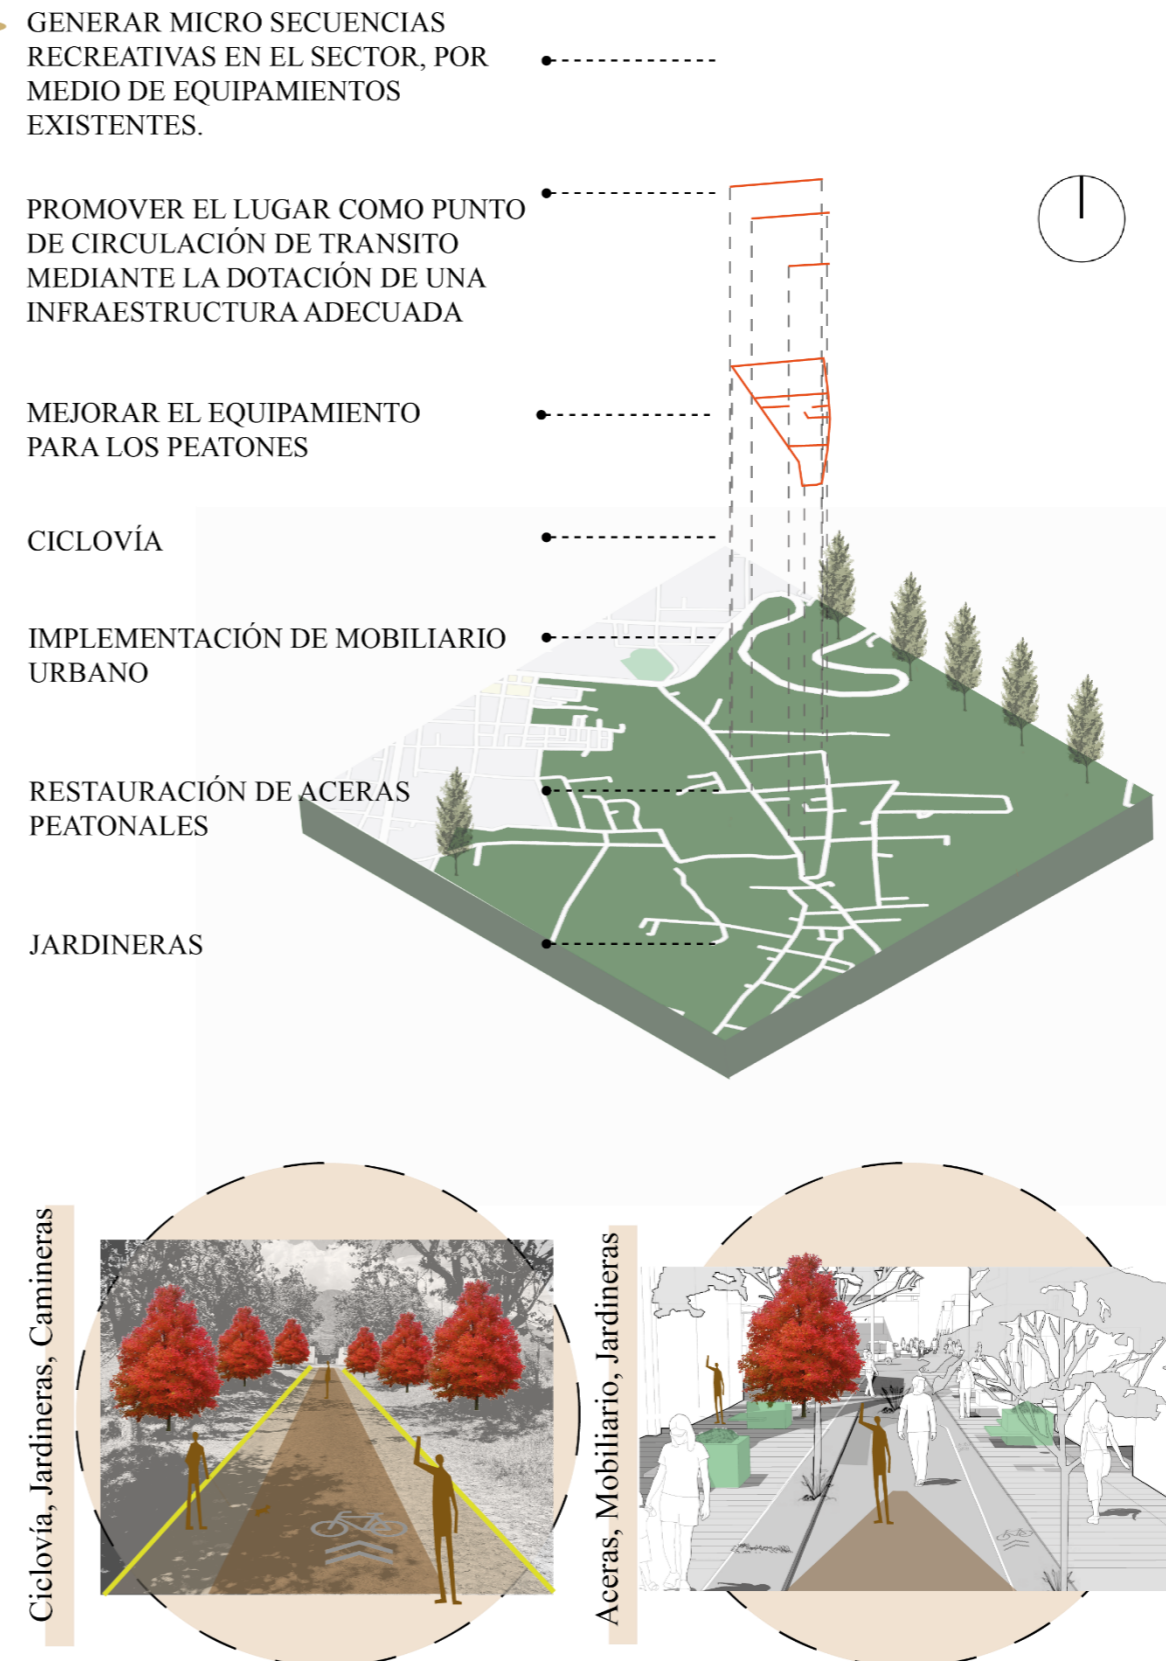 GENERAR MICRO SECUENCIAS
RECREATIVAS EN EL SECTOR, POR
MEDIO DE EQUIPAMIENTOS
EXISTENTES.
PROMOVER EL LUGAR COMO PUNTO
DE CIRCULACIÓN DE TRANSITO
MEDIANTE LA DOTACIÓN DE UNA
INFRAESTRUCTURA ADECUADA
MEJORAR EL EQUIPAMIENTO
PARA LOS PEATONES
CICLOVÍA
IMPLEMENTACIÓN DE MOBILIARIO
URBANO
RESTAURACIÓN DE ACERAS
PEATONALES
JARDINERAS
Ciclovía, Jardineras, Camineras
Aceras, Mobiliario, Jardineras